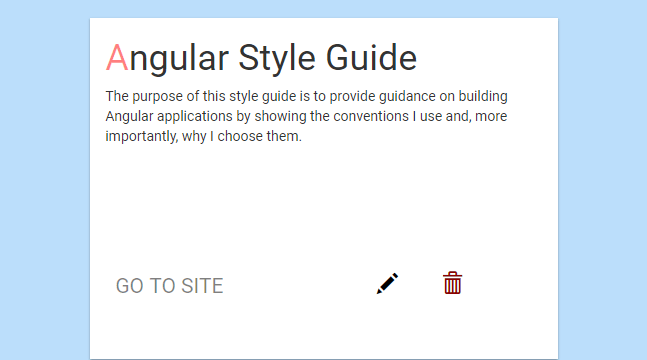 Angular Style Guide
The purpose of this style guide is to provide guidance on building
Angular applications by showing the conventions I use and, more
importantly, why I choose them.
GO TO SITE